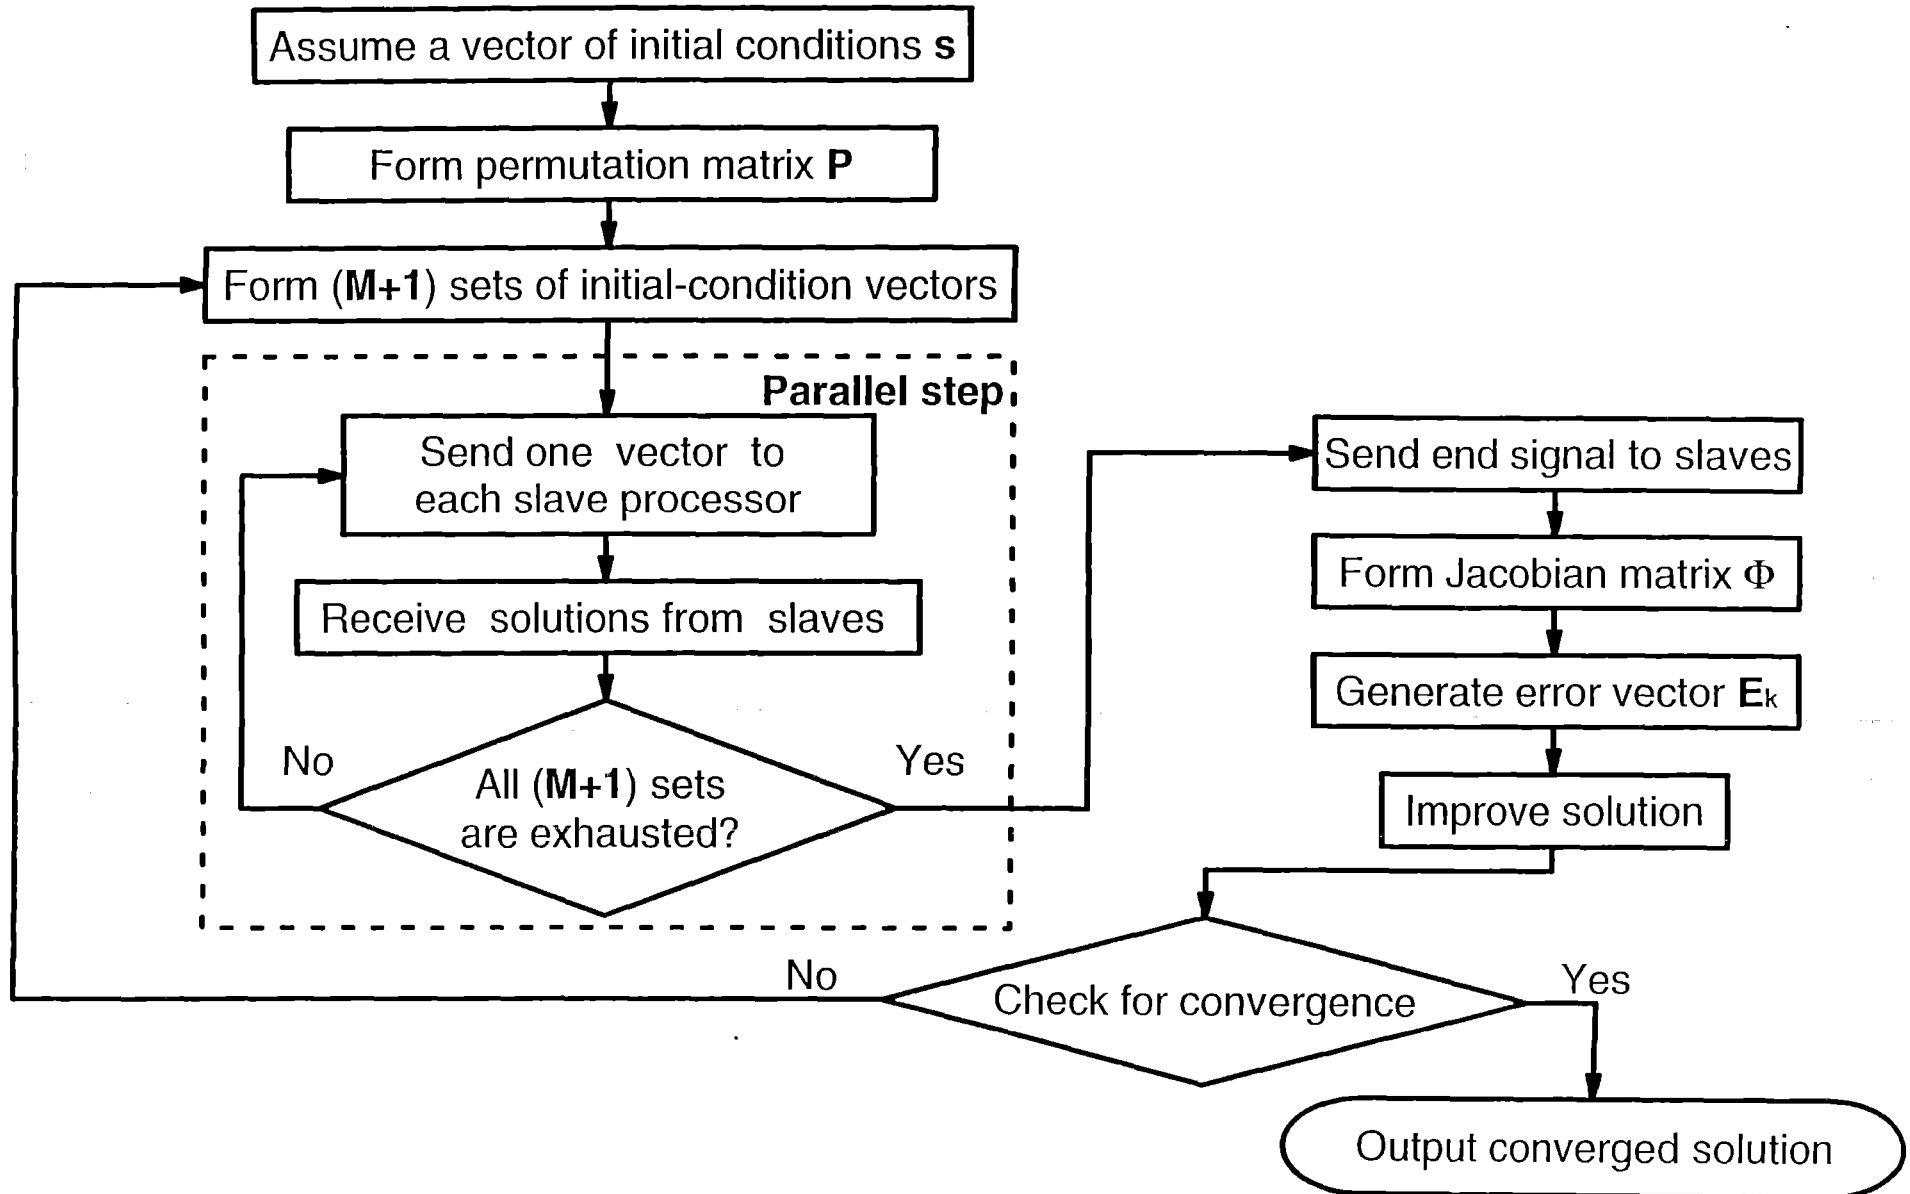 Assume a vector of initial conditions s
Form permutation matrix P
Form (M+1) sets of initial-condition vectors
Parallel step
Send one vector to
each slave processor
Receive solutions from slaves
No
Yes
All (M+1) sets
are exhausted?
Send end signal to slaves
Form Jacobian matrix Φ
Generate error vector Ek
Improve solution
No
Yes
Check for convergence
Output converged solution